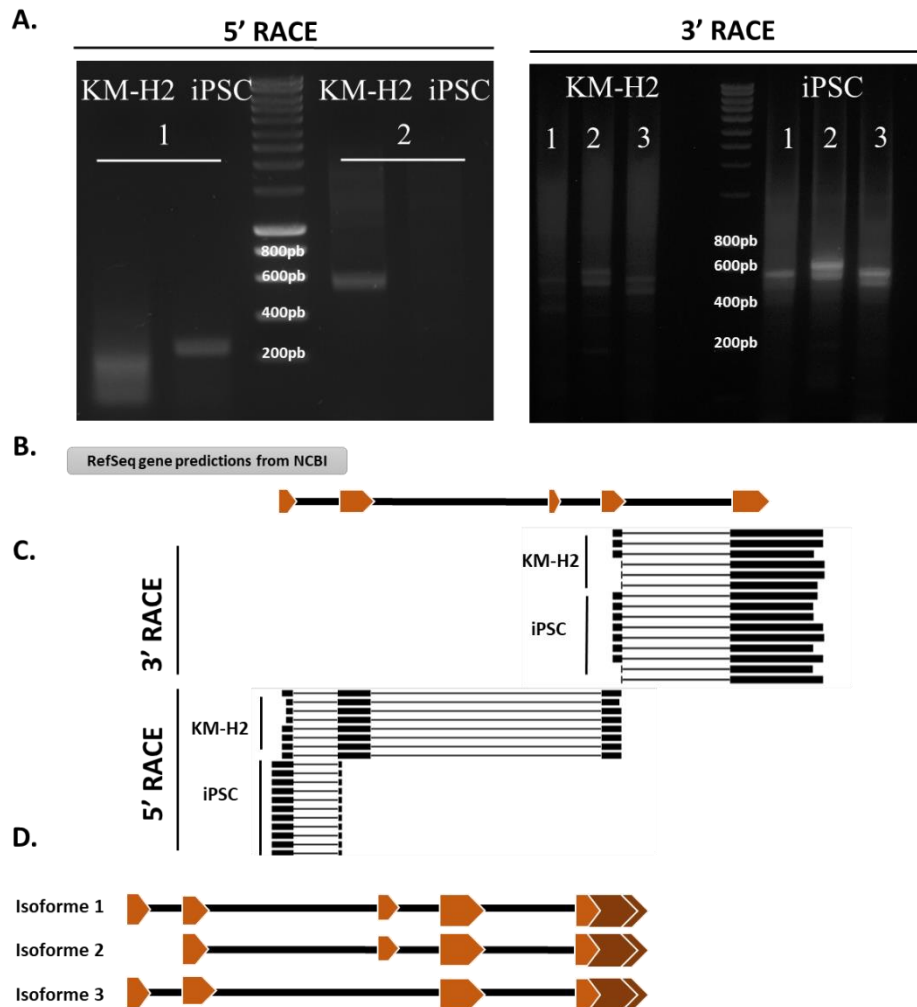 A.
5’ RACE
3’ RACE
KM-H2 iPSC KM-H2 iPSC
1 2
800pb
600pb
400pb
200pb
KM-H2 iPSC
1 2 3 1 2 3
800pb
600pb
400pb
200pb
B.
RefSeq gene predictions from NCBI
C.
3’ RACE
KM-H2
iPSC
5’ RACE
KM-H2
iPSC
D.
Isoforme 1
Isoforme 2
Isoforme 3